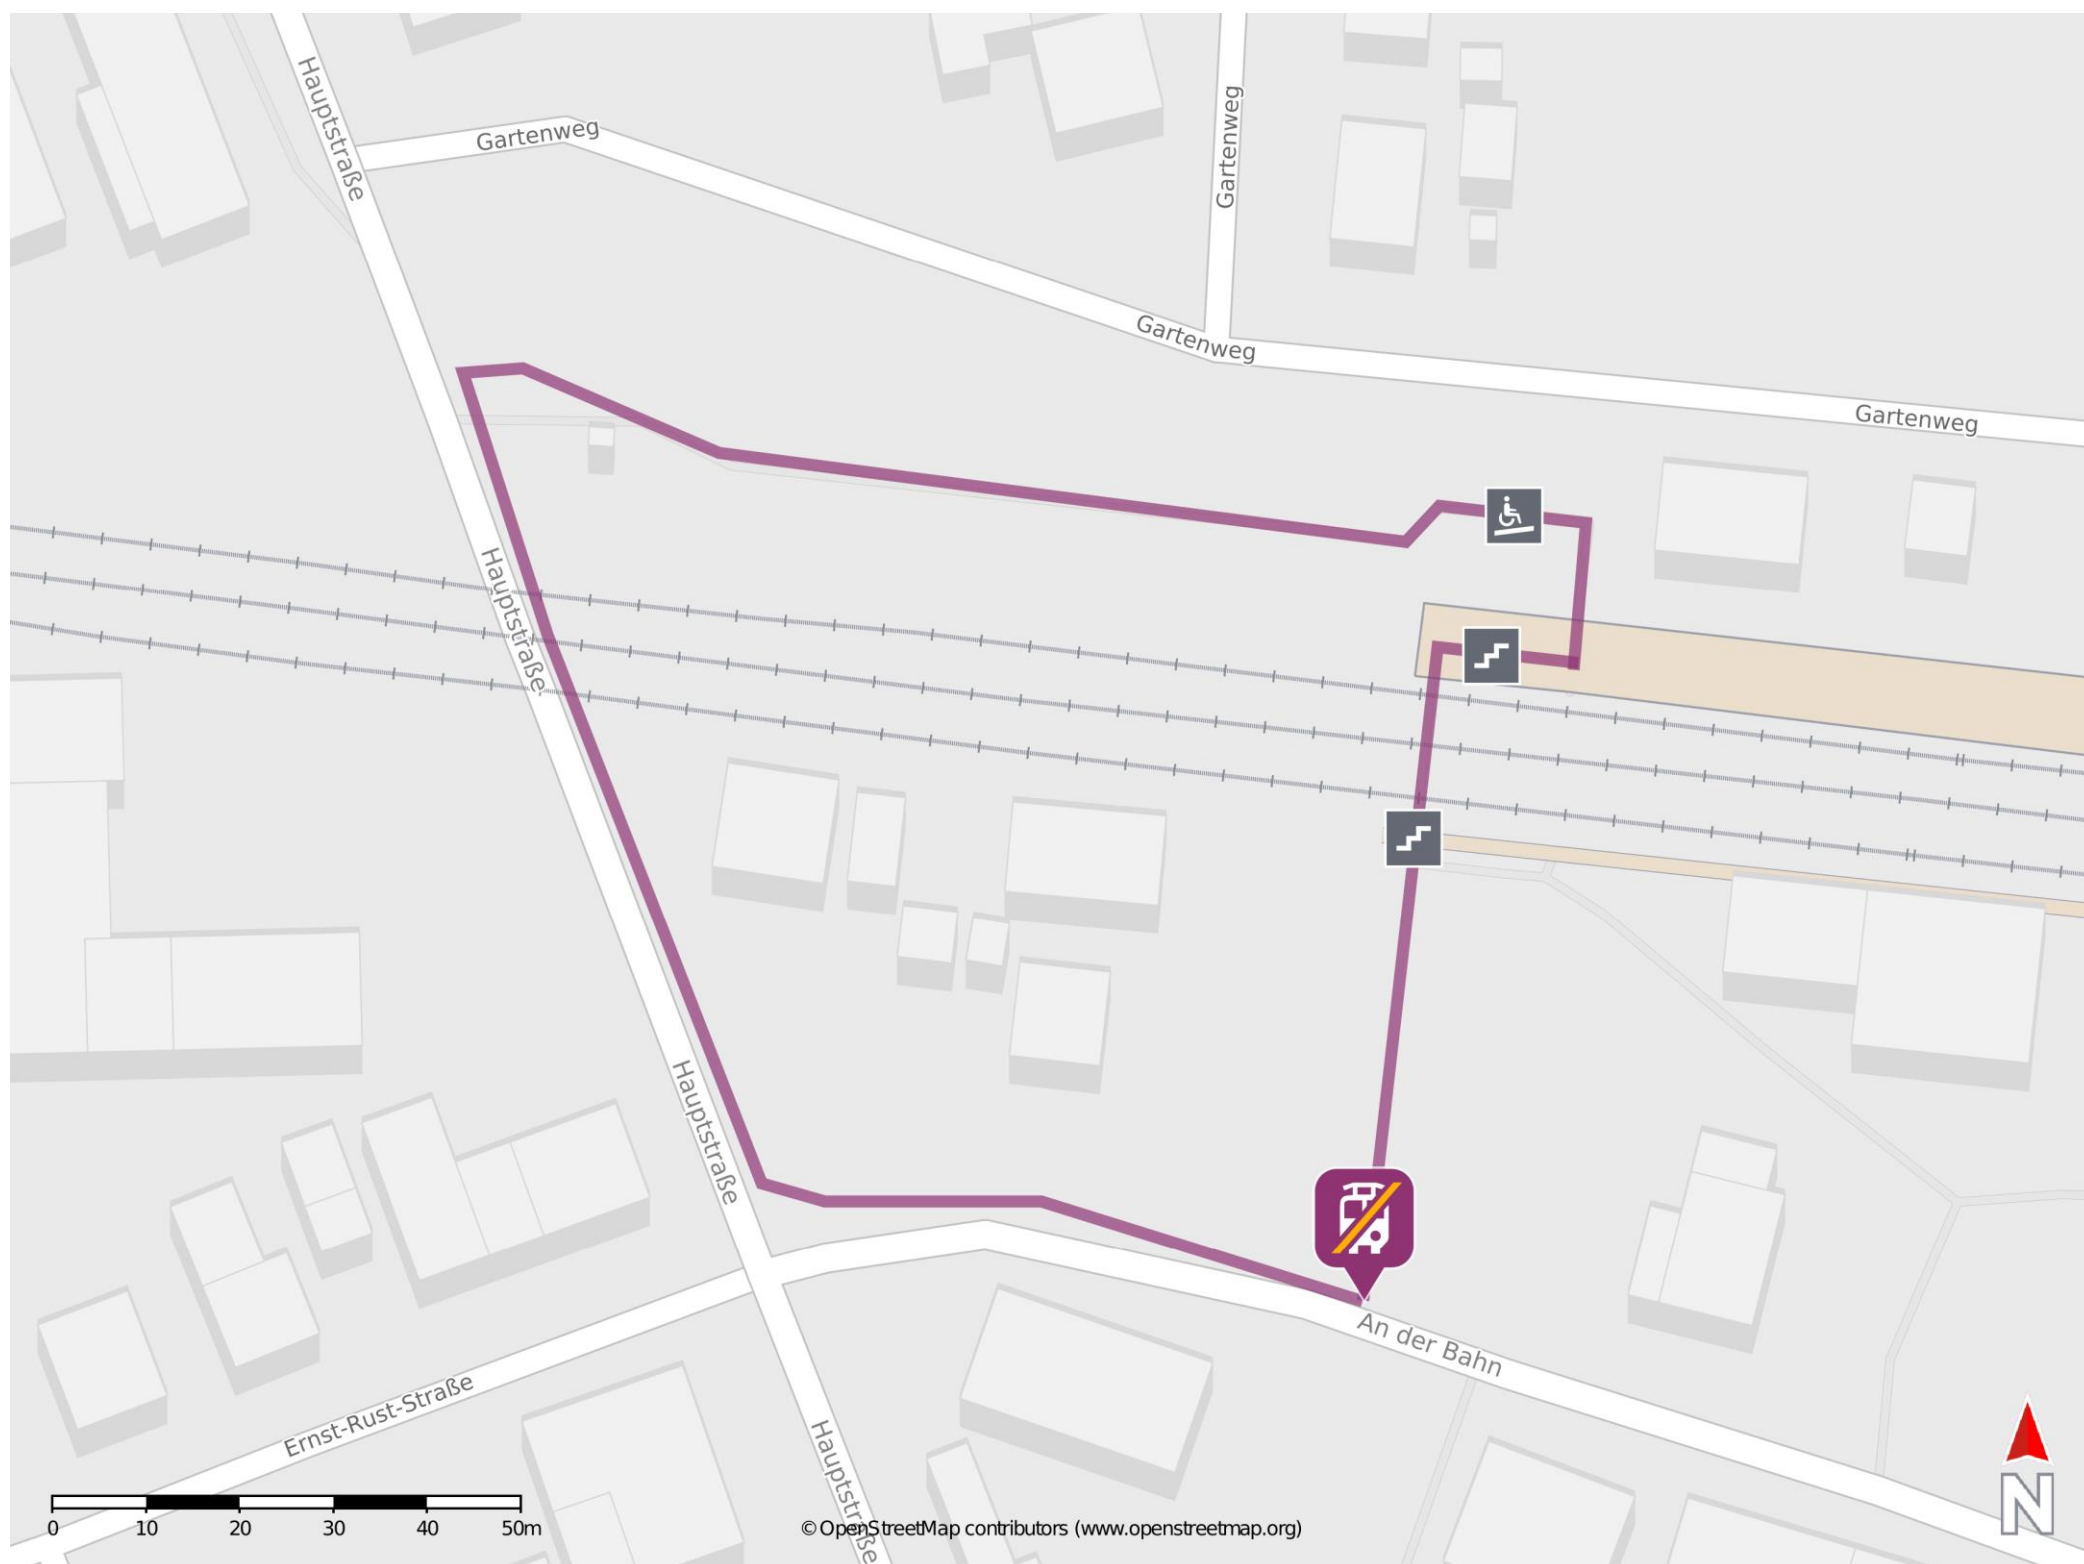 Hauptstraße
Gartenweg
Gartenweg
Gartenweg
Gartenweg
Hauptstraße
Hauptstraße
An der Bahn
Ernst-Rust-Straße
Hauptstraße
N
0 10 20 30 40 50m
© OpenStreetMap contributors (www.openstreetmap.org)